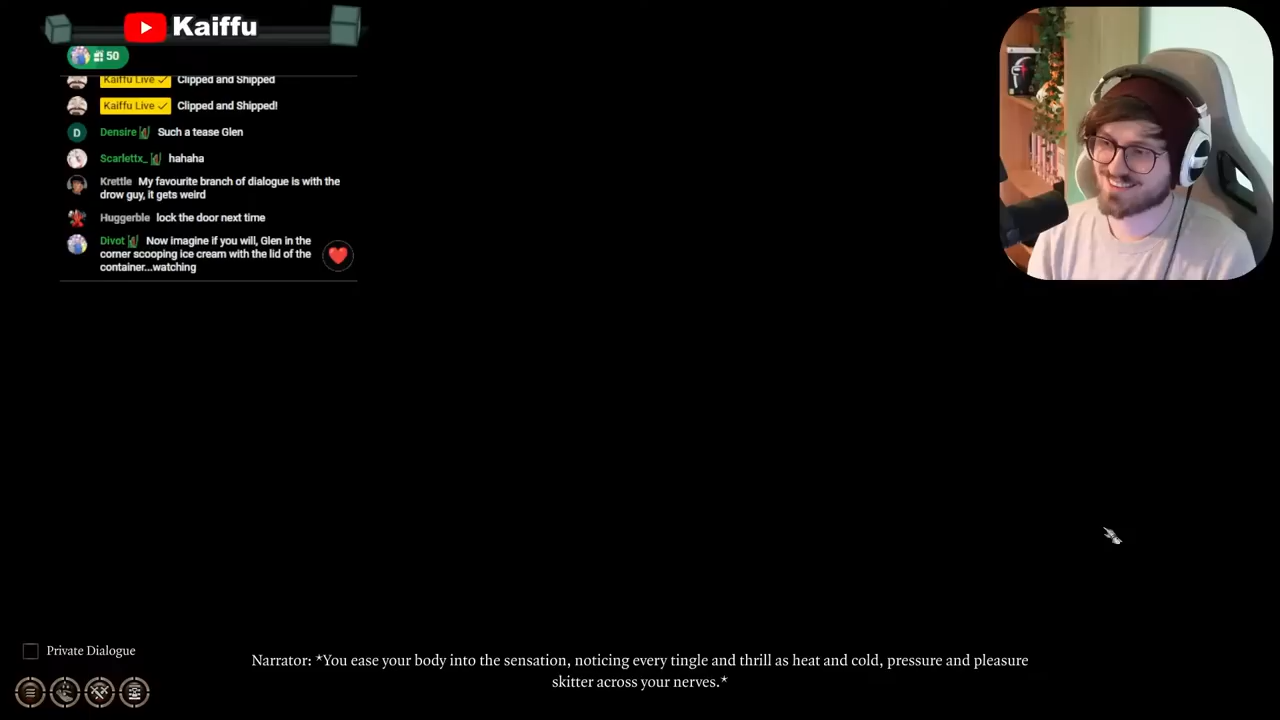 Kaiffu
50
Kaiffu Live Clipped and Shipped
Kaiffu Live Clipped and Shipped!
D Densire Such a tease Glen
Scarlettx_ hahaha
Krettle My favourite branch of dialogue is with the
drow guy, it gets weird
Huggerble lock the door next time
Divot Now imagine if you will, Glen in the
corner scooping ice cream with the lid of the
container...watching
Private Dialogue
Narrator: *You ease your body into the sensation, noticing every tingle and thrill as heat and cold, pressure and pleasure
skitter across your nerves.*